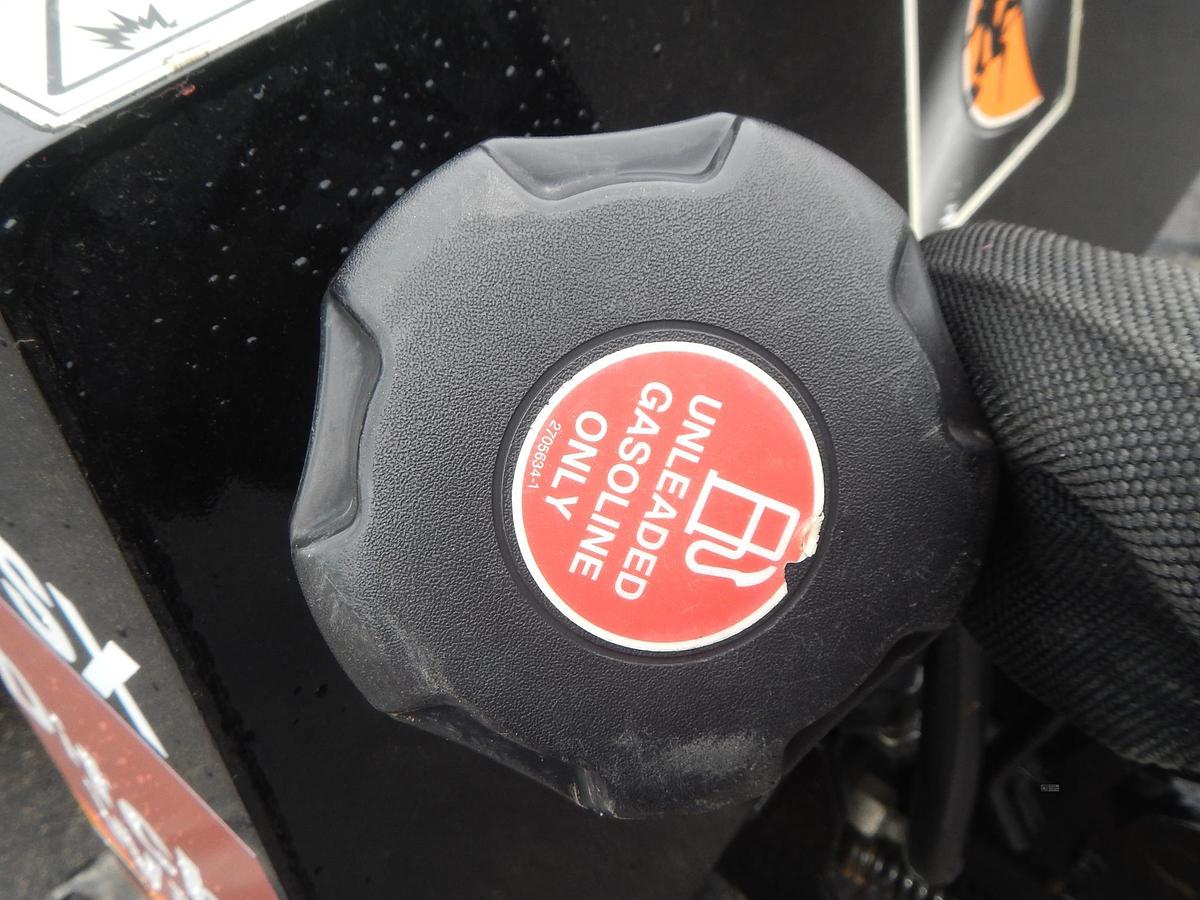 UNLEADED
GASOLINE
ONLY
2705634-1